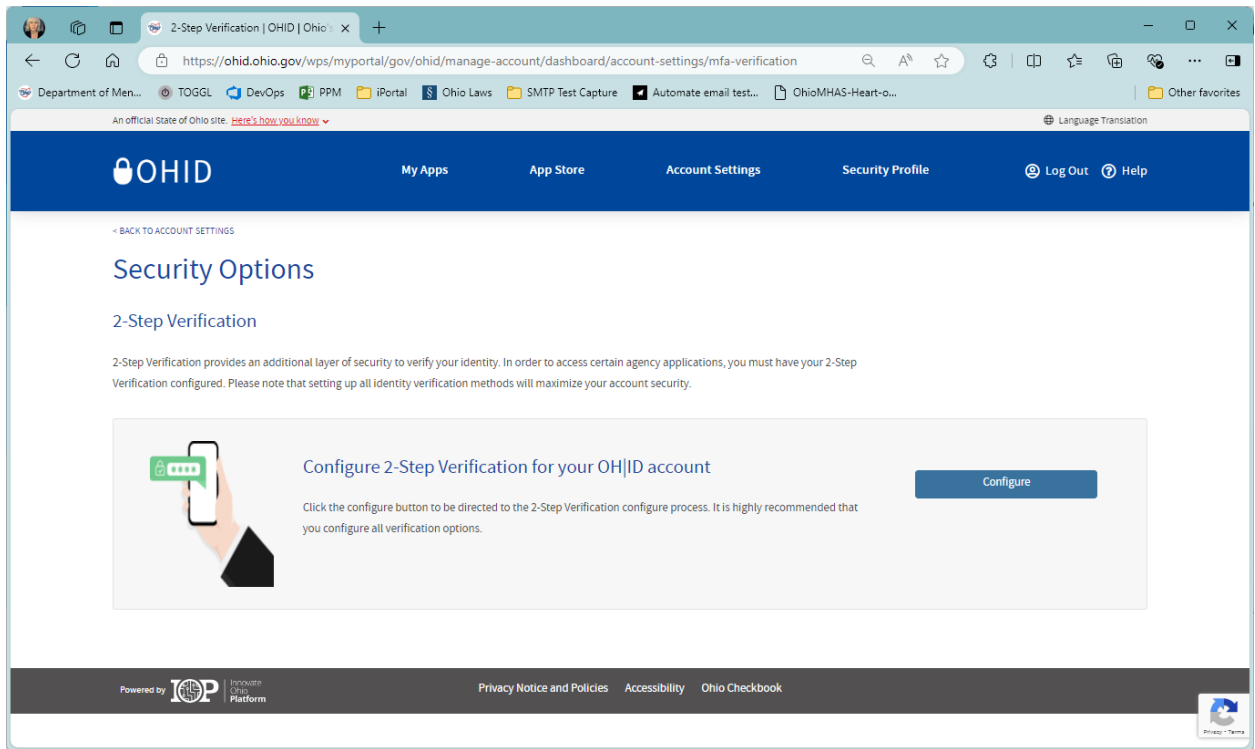 2-Step Verification | OHID | Ohio's
https://ohid.ohio.gov/wps/myportal/gov/ohid/manage-account/dashboard/account-settings/mfa-verification
Department of Men... TOGGL DevOps PPM iPortal Ohio Laws SMTP Test Capture Automate email test... OhioMHAS-Heart-o... Other favorites
An official State of Ohio site. Here's how you know Language Translation
OHID My Apps App Store Account Settings Security Profile Log Out Help
< BACK TO ACCOUNT SETTINGS
Security Options
2-Step Verification
2-Step Verification provides an additional layer of security to verify your identity. In order to access certain agency applications, you must have your 2-Step
Verification configured. Please note that setting up all identity verification methods will maximize your account security.
Configure 2-Step Verification for your OH|ID account
Configure
Click the configure button to be directed to the 2-Step Verification configure process. It is highly recommended that
you configure all verification options.
Powered by IOP Innovate Ohio Platform Privacy Notice and Policies Accessibility Ohio Checkbook
Privacy - Terms